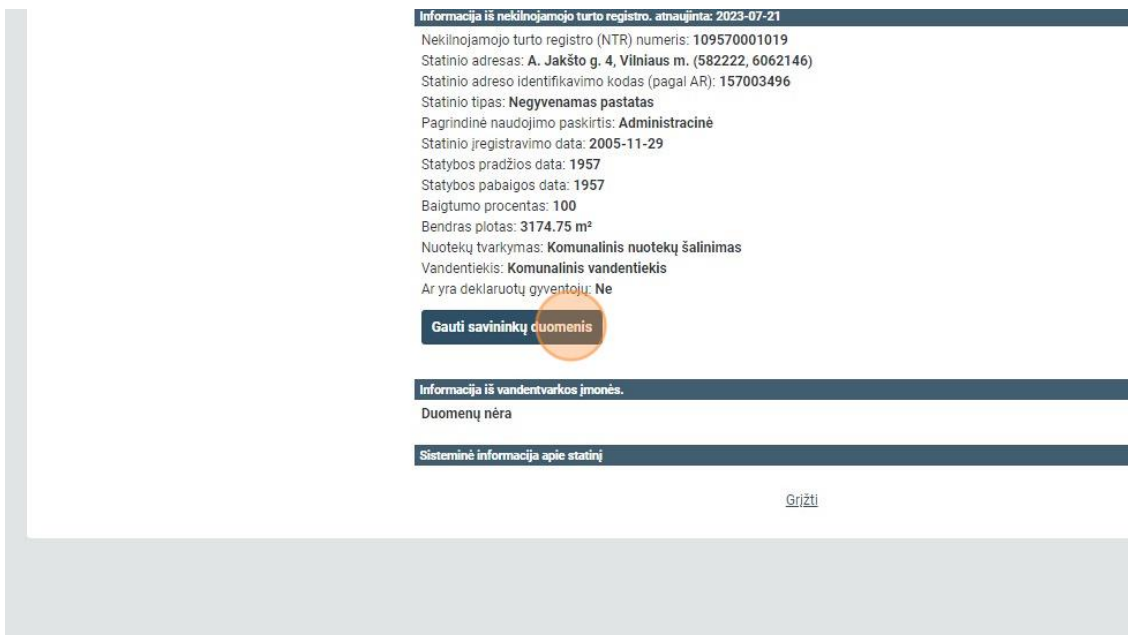 Informacija iš nekilnojamojo turto registro. atnaujinta: 2023-07-21
Nekilnojamojo turto registro (NTR) numeris: 109570001019
Statinio adresas: A. Jakšto g. 4, Vilniaus m. (582222, 6062146)
Statinio adreso identifikavimo kodas (pagal AR): 157003496
Statinio tipas: Negyvenamas pastatas
Pagrindinė naudojimo paskirtis: Administracinė
Statinio įregistravimo data: 2005-11-29
Statybos pradžios data: 1957
Statybos pabaigos data: 1957
Baigtumo procentas: 100
Bendras plotas: 3174.75 m²
Nuotekų tvarkymas: Komunalinis nuotekų šalinimas
Vandentiekis: Komunalinis vandentiekis
Ar yra deklaruotų gyventojų: Ne
Gauti savininkų duomenis
Informacija iš vandentvarkos įmonės.
Duomenų nėra
Sisteminė informacija apie statinį
Grįžti